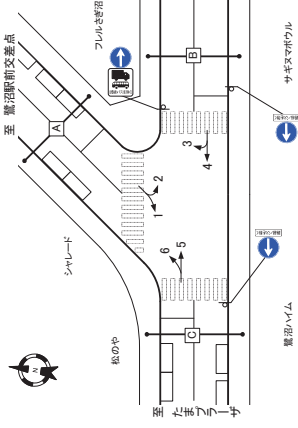 至 鷺沼駅前交差点
フレルさぎ沼
サギヌマボウル
A
B
3
4
2
1
シャレード
6
5
N
松のや
C
鷺沼ハイム
至 たまプラーザ